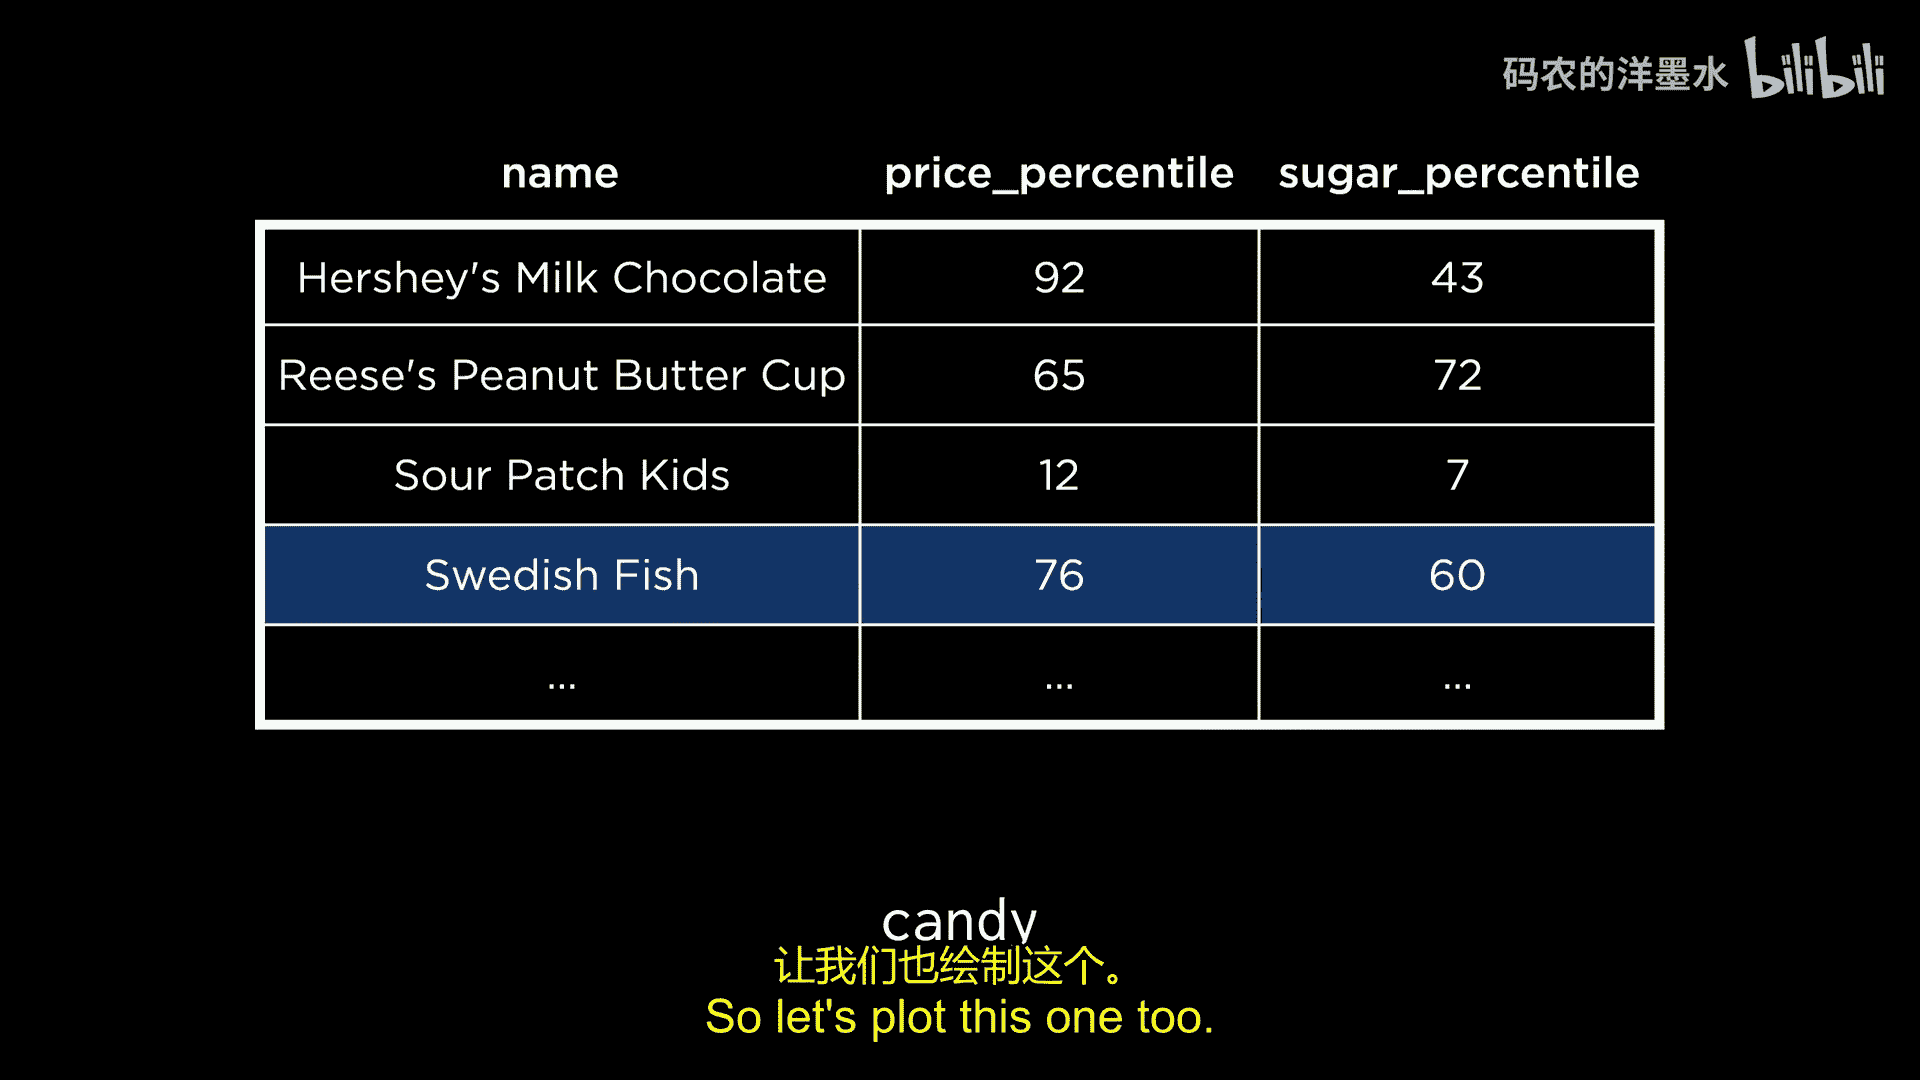 码农的洋墨水 bilibili
name price_percentile sugar_percentile
Hershey's Milk Chocolate 92 43
Reese's Peanut Butter Cup 65 72
Sour Patch Kids 12 7
Swedish Fish 76 60
... ... ...
candy
让我们也绘制这个。
So let's plot this one too.